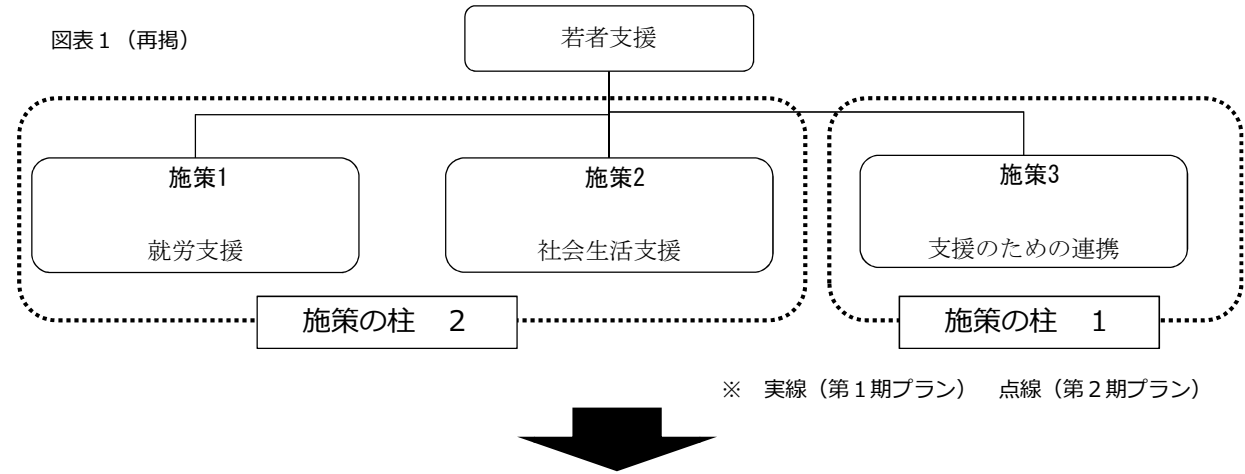 図表１（再掲）
若者支援
施策1
就労支援
施策2
社会生活支援
施策3
支援のための連携
施策の柱　２
施策の柱　１
※　実線（第１期プラン）　点線（第２期プラン）